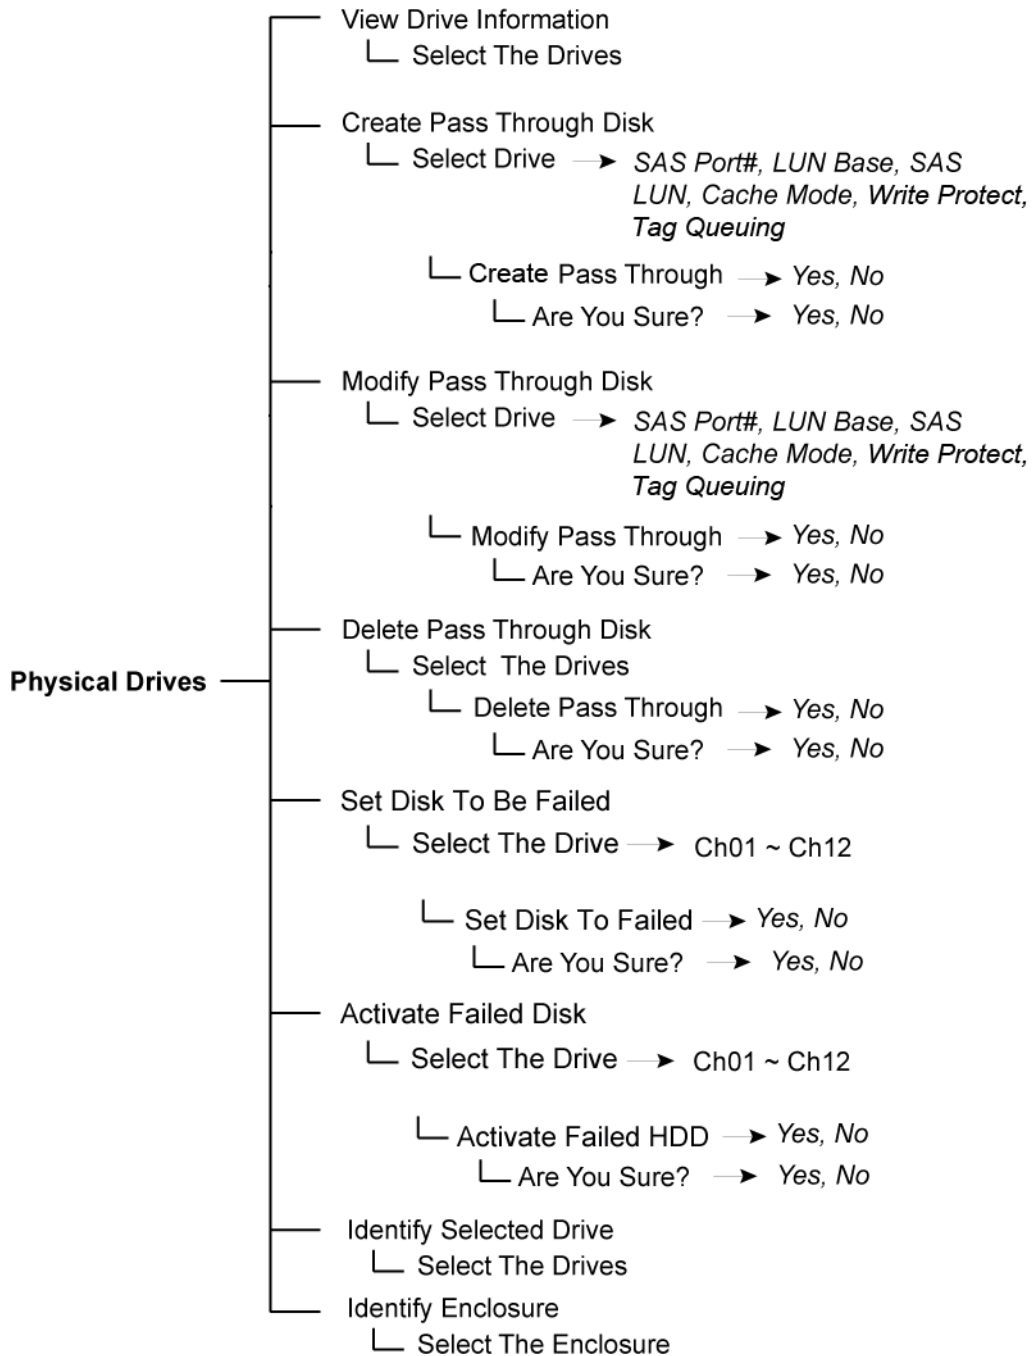 View Drive Information
Select The Drives
Create Pass Through Disk
Select Drive
SAS Port#, LUN Base, SAS
LUN, Cache Mode, Write Protect,
Tag Queuing
Create Pass Through
Yes, No
Are You Sure?
Yes, No
Modify Pass Through Disk
Select Drive
SAS Port#, LUN Base, SAS
LUN, Cache Mode, Write Protect,
Tag Queuing
Modify Pass Through
Yes, No
Are You Sure?
Yes, No
Delete Pass Through Disk
Select The Drives
Physical Drives
Delete Pass Through
Yes, No
Are You Sure?
Yes, No
Set Disk To Be Failed
Select The Drive
Ch01 ~ Ch12
Set Disk To Failed
Yes, No
Are You Sure?
Yes, No
Activate Failed Disk
Select The Drive
Ch01 ~ Ch12
Activate Failed HDD
Yes, No
Are You Sure?
Yes, No
Identify Selected Drive
Select The Drives
Identify Enclosure
Select The Enclosure